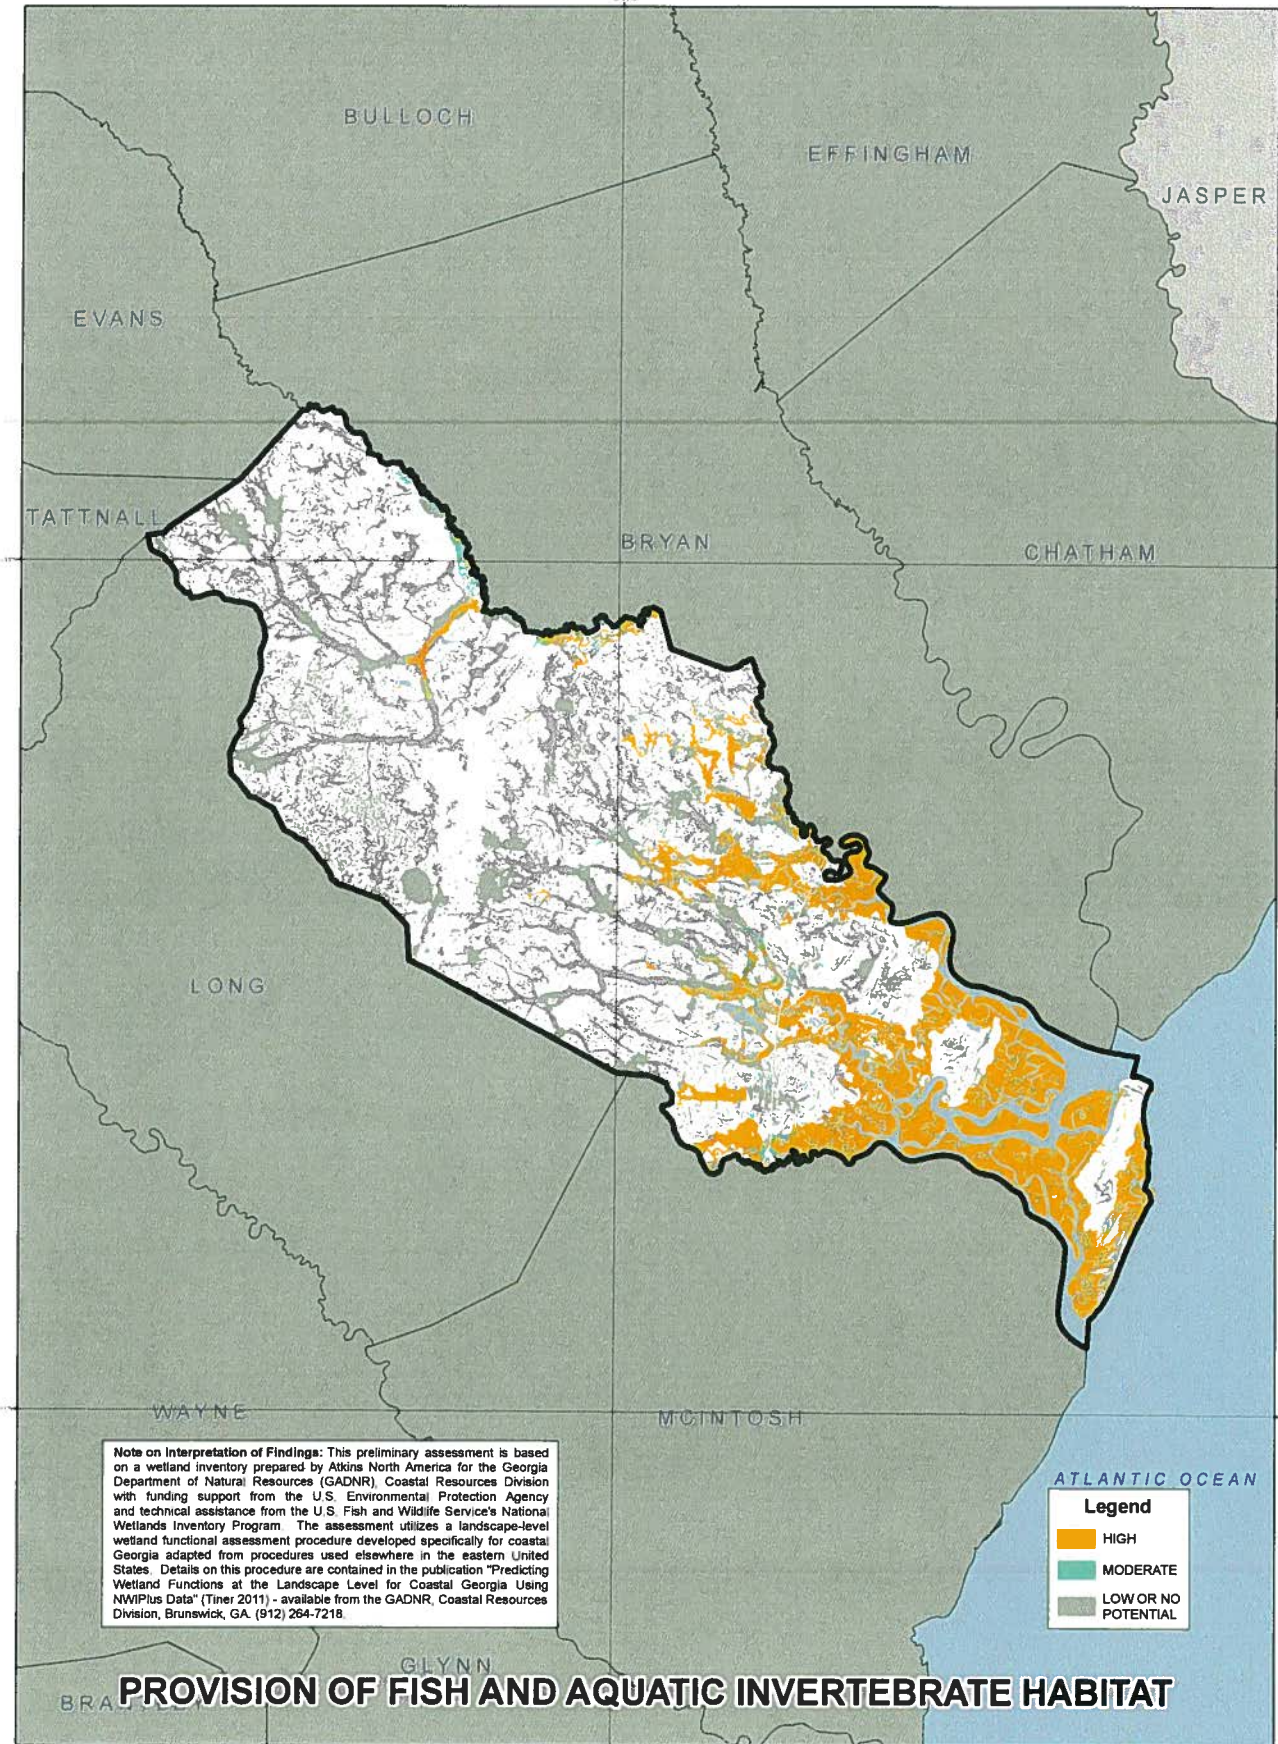 BULLOCH
EFFINGHAM
JASPER
EVANS
TATTNALL
BRYAN
CHATHAM
LONG
WAYNE
MCINTOSH
Note on Interpretation of Findings: This preliminary assessment is based
on a wetland inventory prepared by Atkins North America for the Georgia
Department of Natural Resources (GADNR), Coastal Resources Division
with funding support from the U.S. Environmental Protection Agency
and technical assistance from the U.S. Fish and Wildlife Service's National
Wetlands Inventory Program. The assessment utilizes a landscape-level
wetland functional assessment procedure developed specifically for coastal
Georgia adapted from procedures used elsewhere in the eastern United
States. Details on this procedure are contained in the publication "Predicting
Wetland Functions at the Landscape Level for Coastal Georgia Using
NWIPlus Data" (Tiner 2011) - available from the GADNR, Coastal Resources
Division, Brunswick, GA. (912) 264-7218.
ATLANTIC OCEAN
Legend
HIGH
MODERATE
LOW OR NO
POTENTIAL
GLYNN
PROVISION OF FISH AND AQUATIC INVERTEBRATE HABITAT